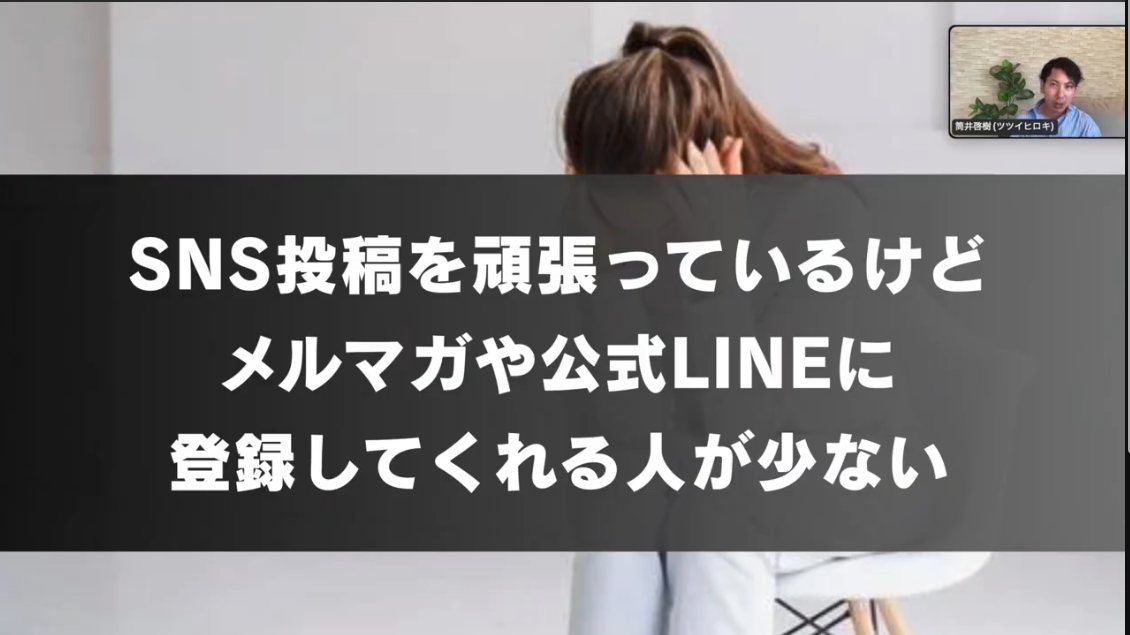 筒井啓樹(ツツイヒロキ)
SNS投稿を頑張っているけど
メルマガや公式LINEに
登録してくれる人が少ない